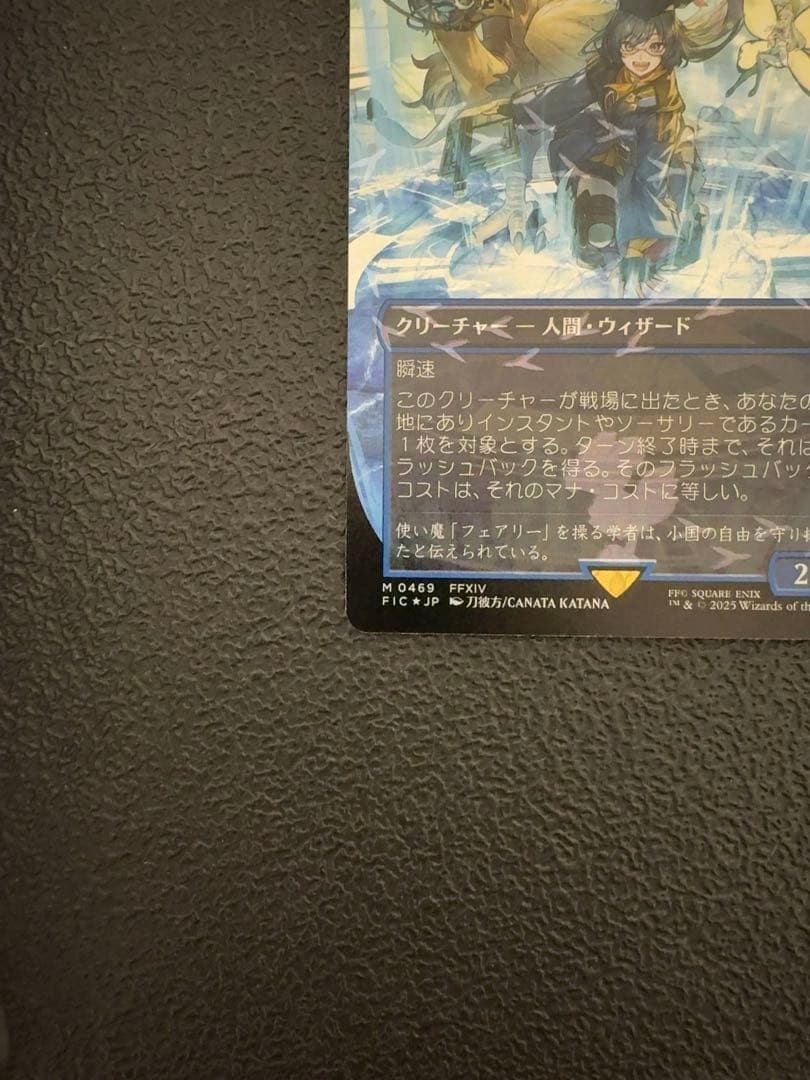 クリーチャー — 人間・ウィザード
瞬速
このクリーチャーが戦場に出たとき、あなたの
地にありインスタントやソーサリーであるカー
1枚を対象とする。ターン終了時まで、それは
ラッシュバックを得る。そのフラッシュバッ
コストは、それのマナ・コストに等しい。
使い魔「フェアリー」を操る学者は、小国の自由を守り
たと伝えられている。
2
M 0469 FFXIV
FIC★JP 刀彼方/CANATA KATANA
FF© SQUARE ENIX
™ & © 2025 Wizards of th